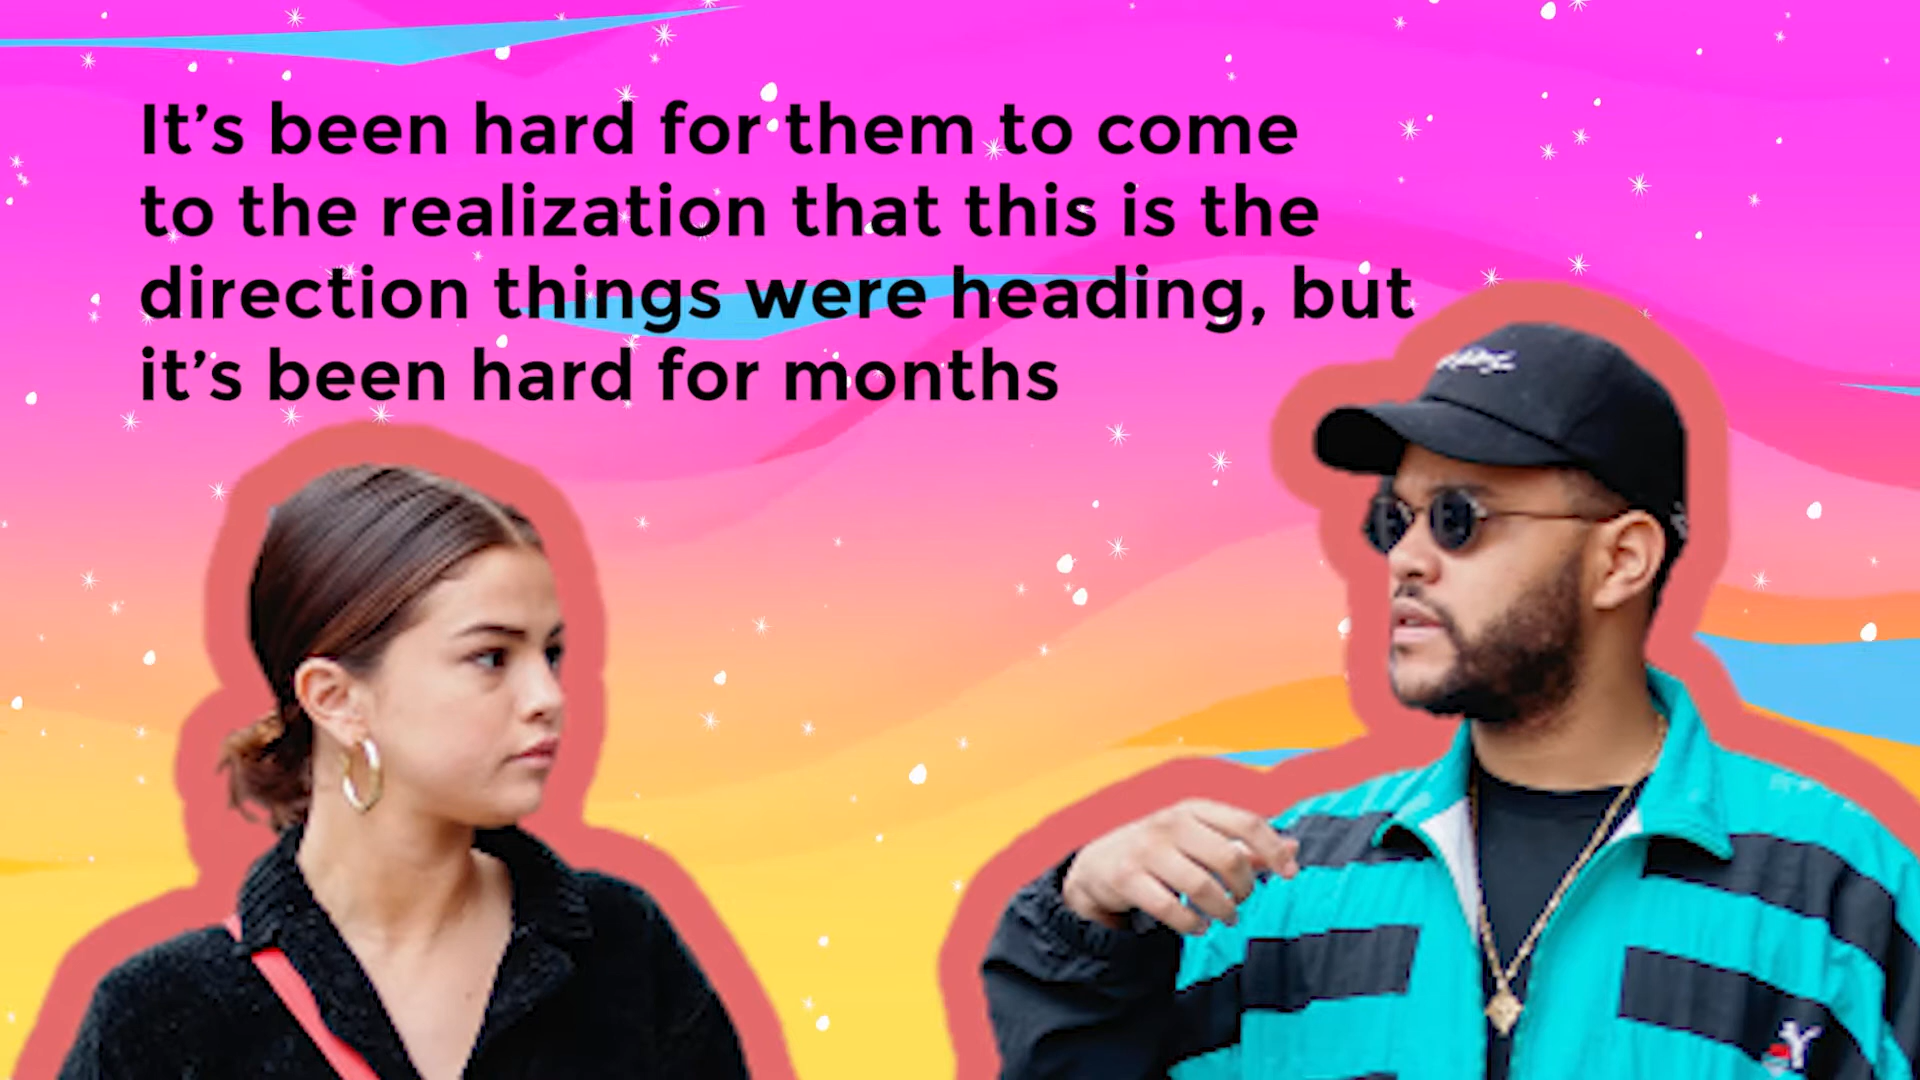 It’s been hard for them to come
to the realization that this is the
direction things were heading, but
it’s been hard for months